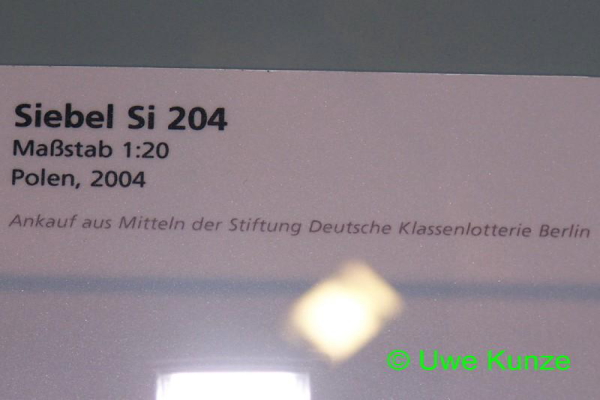 Siebel Si 204
Maßstab 1:20
Polen, 2004
Ankauf aus Mitteln der Stiftung Deutsche Klassenlotterie Berlin
© Uwe Kunze